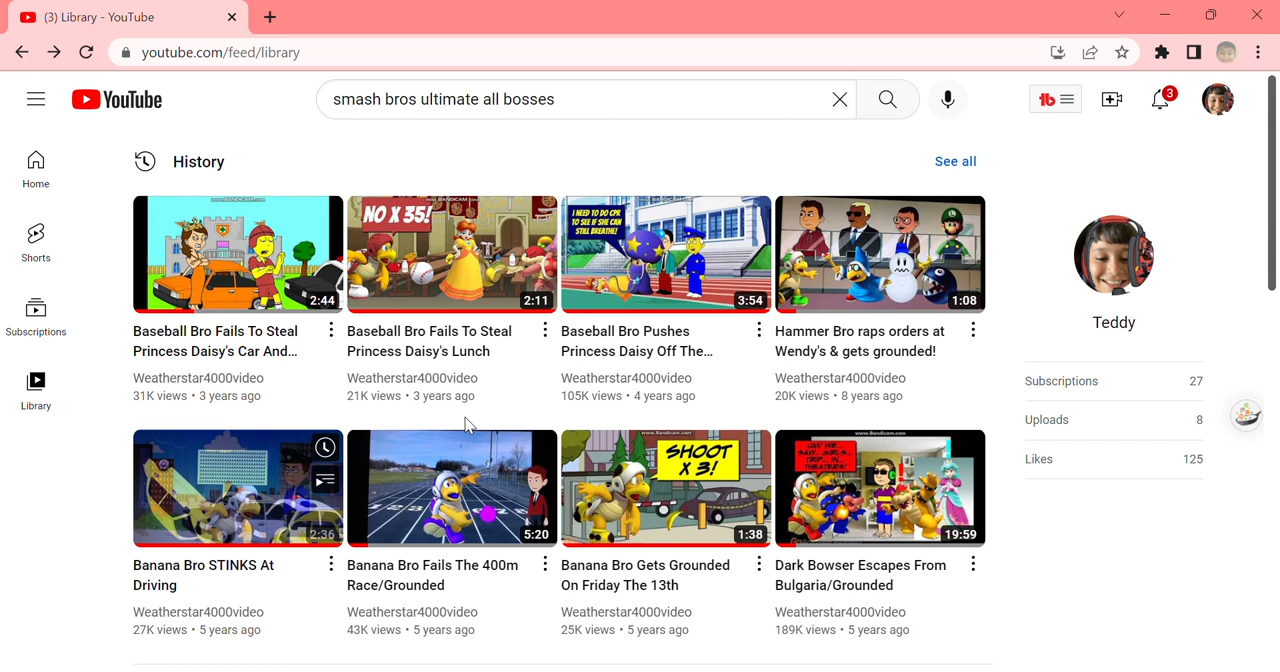 (3) Library - YouTube
youtube.com/feed/library
YouTube
smash bros ultimate all bosses
3
Home
Shorts
Subscriptions
Library
History
See all
2:44
NO X 35!
2:11
I NEED TO DO CPR
TO SEE IF SHE CAN
STILL BREATHE!
3:54
1:08
Baseball Bro Fails To Steal
Princess Daisy's Car And...
Weatherstar4000video
31K views • 3 years ago
Baseball Bro Fails To Steal
Princess Daisy's Lunch
Weatherstar4000video
21K views • 3 years ago
Baseball Bro Pushes
Princess Daisy Off The...
Weatherstar4000video
105K views • 4 years ago
Hammer Bro raps orders at
Wendy's & gets grounded!
Weatherstar4000video
20K views • 8 years ago
2:36
5:20
www.Bandicam.com
SHOOT
X 3!
1:38
www.Bandicam.com
19:59
Banana Bro STINKS At
Driving
Weatherstar4000video
27K views • 5 years ago
Banana Bro Fails The 400m
Race/Grounded
Weatherstar4000video
43K views • 5 years ago
Banana Bro Gets Grounded
On Friday The 13th
Weatherstar4000video
25K views • 5 years ago
Dark Bowser Escapes From
Bulgaria/Grounded
Weatherstar4000video
189K views • 5 years ago
Teddy
Subscriptions 27
Uploads 8
Likes 125